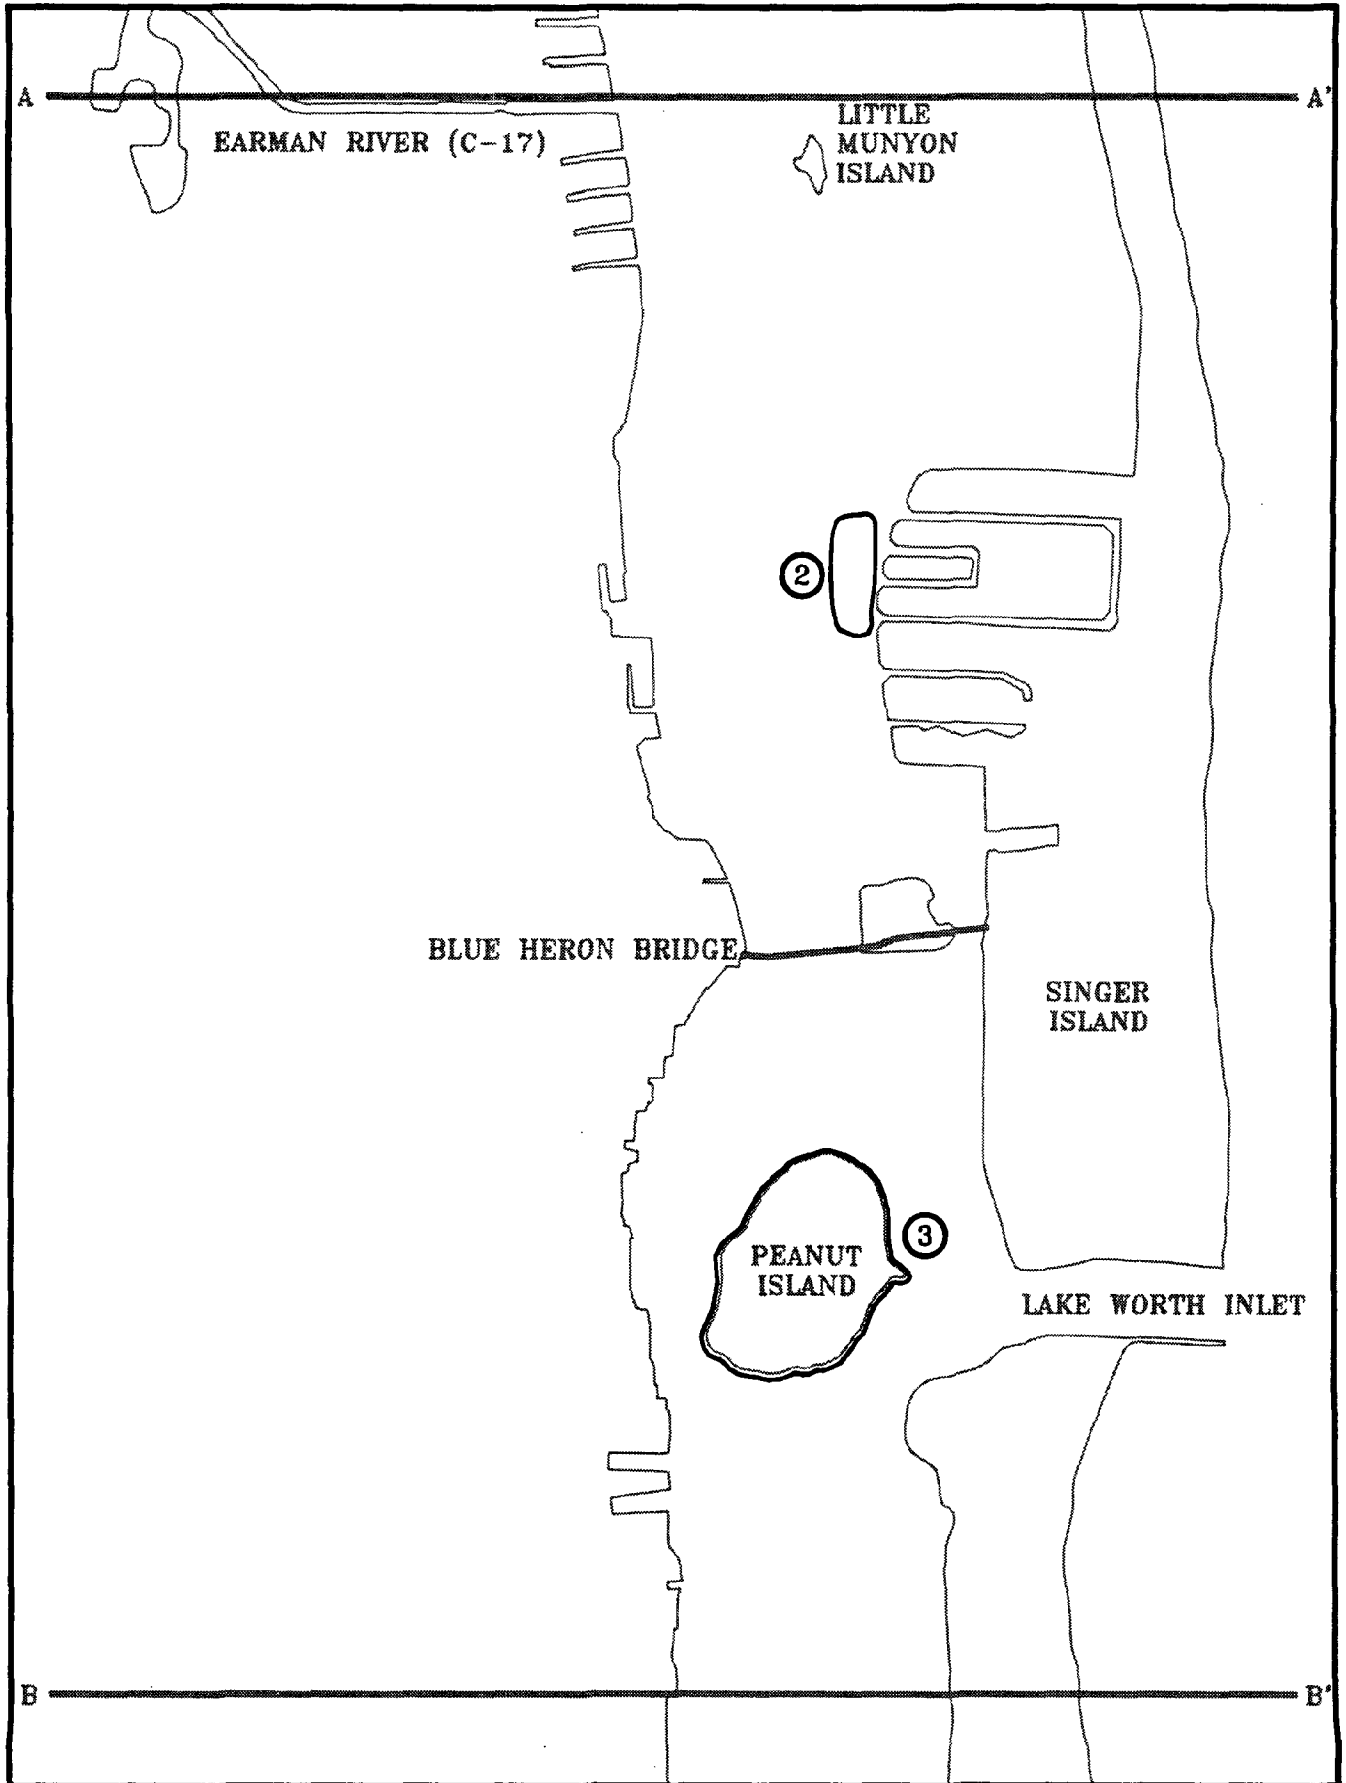 A
A'
EARMAN RIVER (C-17)
LITTLE
MUNYON
ISLAND
2
BLUE HERON BRIDGE
SINGER
ISLAND
3
PEANUT
ISLAND
LAKE WORTH INLET
B
B'